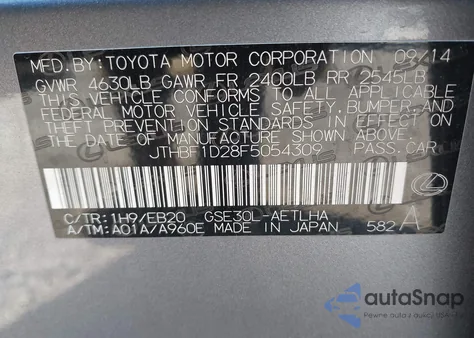 MFD. BY: TOYOTA MOTOR CORPORATION 09/14
GVWR 4630LB GAWR FR 2400LB RR 2545LB
THIS VEHICLE CONFORMS TO ALL APPLICABLE
FEDERAL MOTOR VEHICLE SAFETY, BUMPER AND
THEFT PREVENTION STANDARDS IN EFFECT ON
THE DATE OF MANUFACTURE SHOWN ABOVE.
JTHBF1D28F5054309 PASS. CAR
C/TR: 1H9/EB20 GSE30L-AETLHA
A/TM: A01A/A960E MADE IN JAPAN 582 A
autoSnap